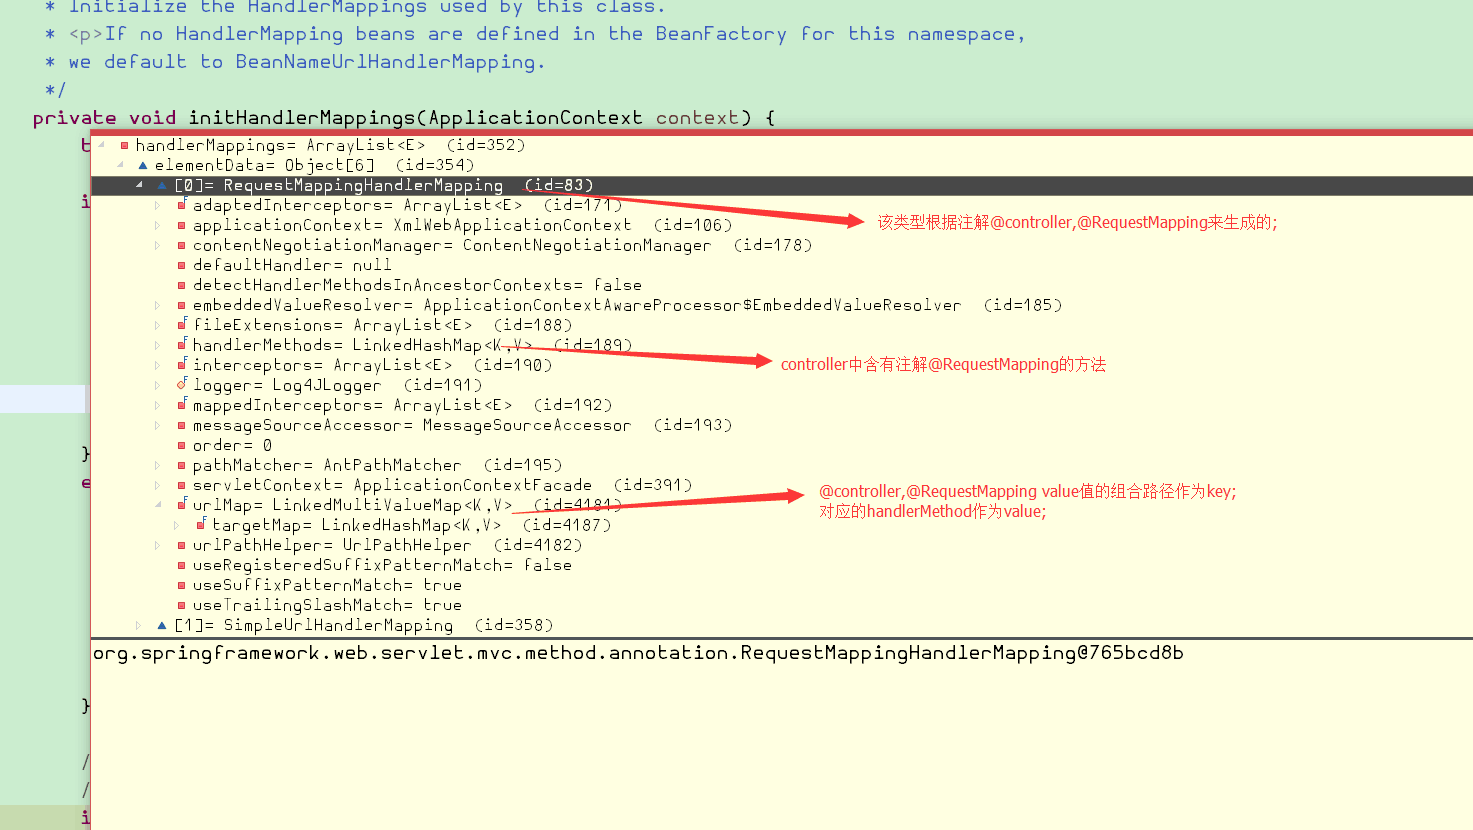 * Initialize the HandlerMappings used by this class.
* <p>If no HandlerMapping beans are defined in the BeanFactory for this namespace,
* we default to BeanNameUrlHandlerMapping.
*/
private void initHandlerMappings(ApplicationContext context) {
handlerMappings= ArrayList<E> (id=352)
elementData= Object[6] (id=354)
[0]= RequestMappingHandlerMapping (id=83)
adaptedInterceptors= ArrayList<E> (id=171)
该类型根据注解@controller,@RequestMapping来生成的;
applicationContext= XmlWebApplicationContext (id=106)
contentNegotiationManager= ContentNegotiationManager (id=178)
defaultHandler= null
detectHandlerMethodsInAncestorContexts= false
embeddedValueResolver= ApplicationContextAwareProcessor$EmbeddedValueResolver (id=185)
fileExtensions= ArrayList<E> (id=188)
handlerMethods= LinkedHashMap<K,V> (id=189)
controller中含有注解@RequestMapping的方法
interceptors= ArrayList<E> (id=190)
logger= Log4JLogger (id=191)
mappedInterceptors= ArrayList<E> (id=192)
messageSourceAccessor= MessageSourceAccessor (id=193)
order= 0
pathMatcher= AntPathMatcher (id=195)
servletContext= ApplicationContextFacade (id=391)
@controller,@RequestMapping value值的组合路径作为key;
urlMap= LinkedMultiValueMap<K,V> (id=4181)
对应的handlerMethod作为value;
targetMap= LinkedHashMap<K,V> (id=4187)
urlPathHelper= UrlPathHelper (id=4182)
useRegisteredSuffixPatternMatch= false
useSuffixPatternMatch= true
useTrailingSlashMatch= true
[1]= SimpleUrlHandlerMapping (id=358)
org.springframework.web.servlet.mvc.method.annotation.RequestMappingHandlerMapping@765bcd8b
}
}
/
/
i